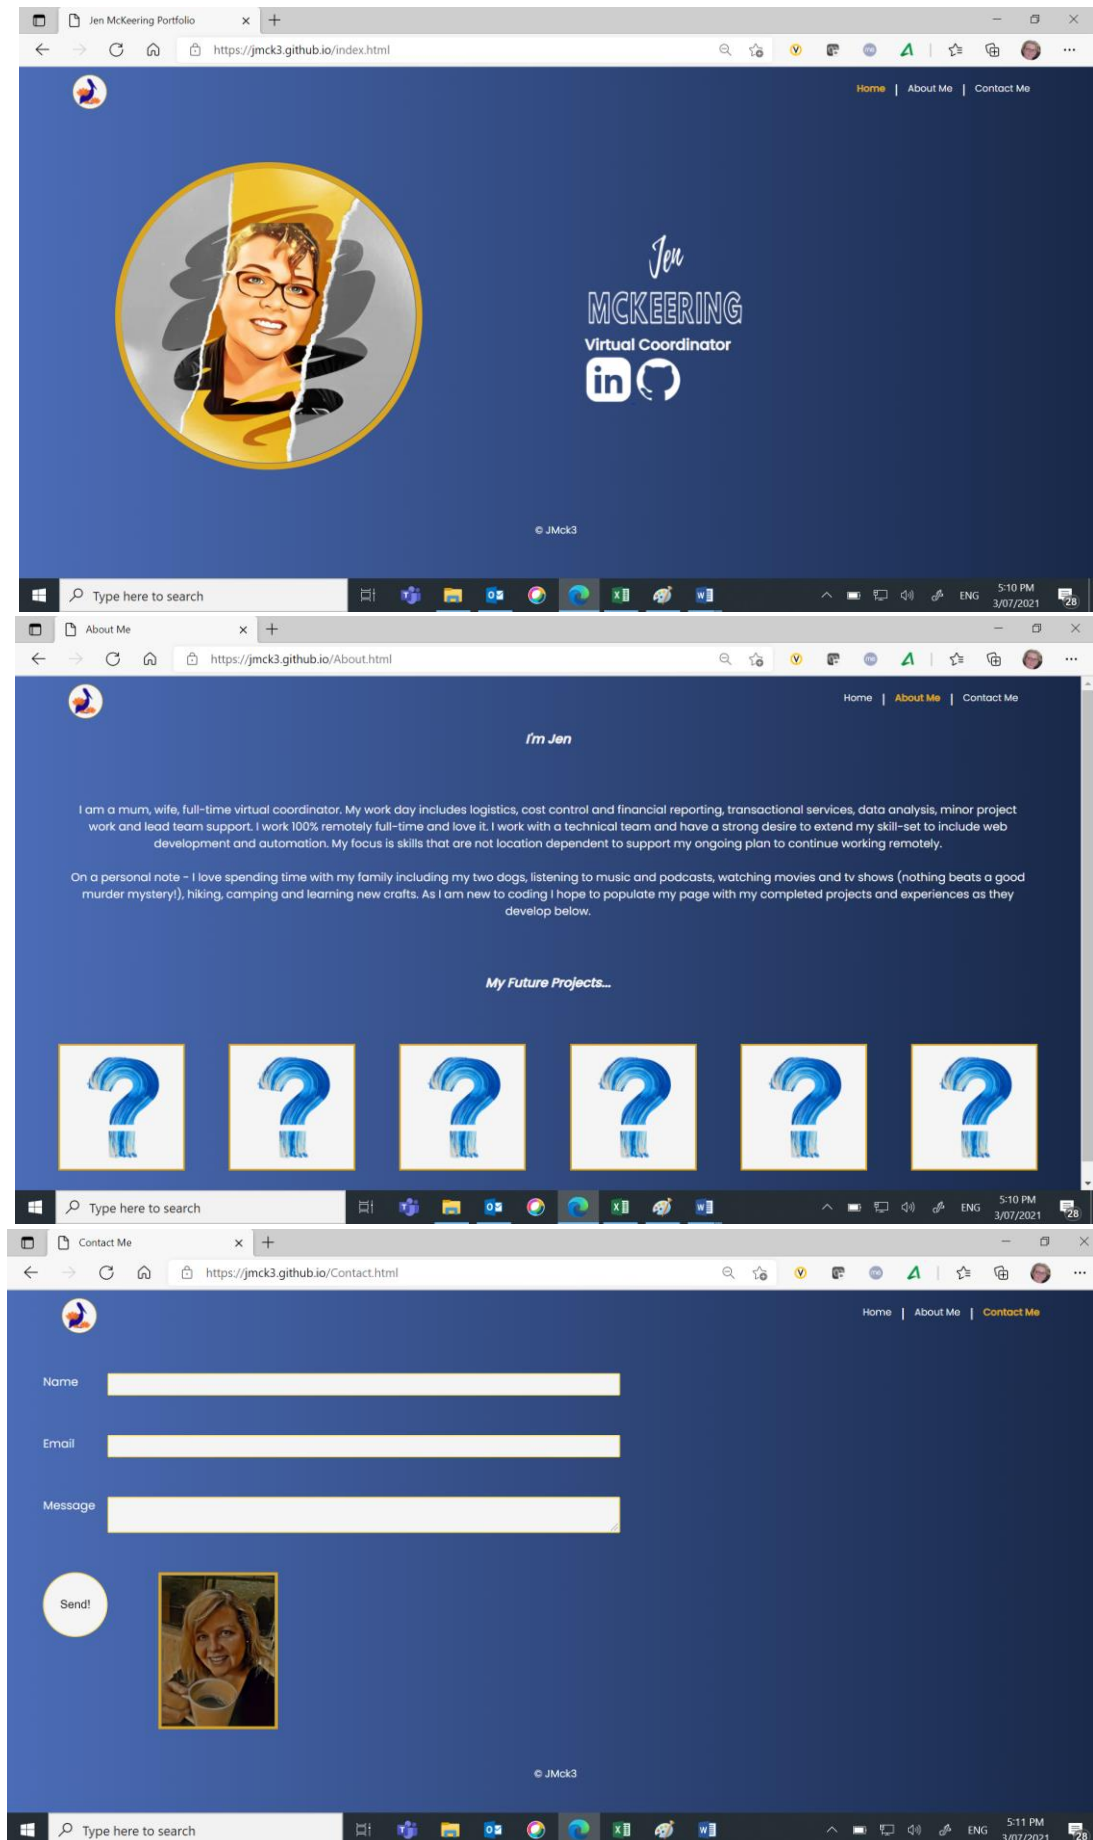 Jen McKeering Portfolio
https://jmck3.github.io/index.html
Home | About Me | Contact Me
Jen
MCKEERING
Virtual Coordinator
in
© JMck3
Type here to search
ENG
5:10 PM
3/07/2021
28
About Me
https://jmck3.github.io/About.html
Home | About Me | Contact Me
I'm Jen
I am a mum, wife, full-time virtual coordinator. My work day includes logistics, cost control and financial reporting, transactional services, data analysis, minor project
work and lead team support. I work 100% remotely full-time and love it. I work with a technical team and have a strong desire to extend my skill-set to include web
development and automation. My focus is skills that are not location dependent to support my ongoing plan to continue working remotely.
On a personal note - I love spending time with my family including my two dogs, listening to music and podcasts, watching movies and tv shows (nothing beats a good
murder mystery!), hiking, camping and learning new crafts. As I am new to coding I hope to populate my page with my completed projects and experiences as they
develop below.
My Future Projects...
? ? ? ? ? ?
Type here to search
ENG
5:10 PM
3/07/2021
28
Contact Me
https://jmck3.github.io/Contact.html
Home | About Me | Contact Me
Name
Email
Message
Send!
© JMck3
Type here to search
ENG
5:11 PM
3/07/2021
28